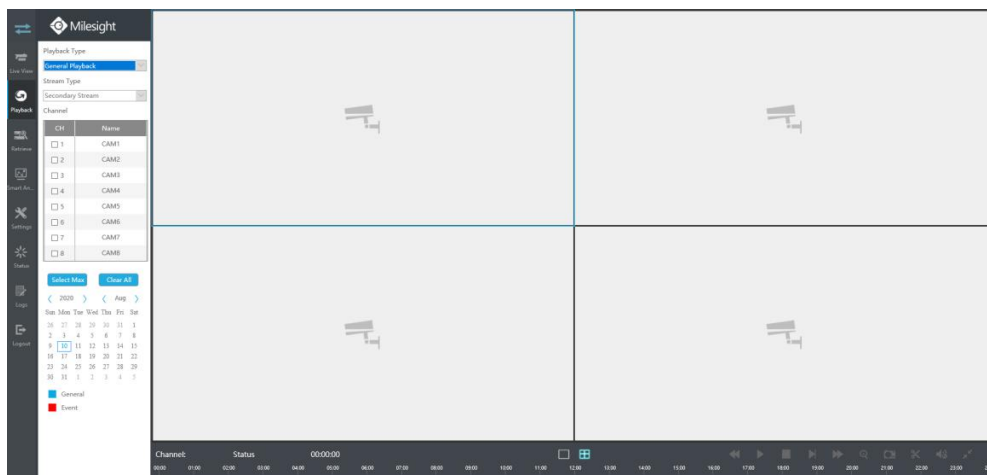 Milesight
Live View
Playback
Retrieve
Smart An...
Settings
Status
Logs
Logout
Playback Type
General Playback
Stream Type
Secondary Stream
Channel
CH Name
1 CAM1
2 CAM2
3 CAM3
4 CAM4
5 CAM5
6 CAM6
7 CAM7
8 CAM8
Select Max Clear All
2020 Aug
Sun Mon Tue Wed Thu Fri Sat
26 27 28 29 30 31 1
2 3 4 5 6 7 8
9 10 11 12 13 14 15
16 17 18 19 20 21 22
23 24 25 26 27 28 29
30 31 1 2 3 4 5
General
Event
Channel: Status 00:00:00
00:00 01:00 02:00 03:00 04:00 05:00 06:00 07:00 08:00 09:00 10:00 11:00 12:00 13:00 14:00 15:00 16:00 17:00 18:00 19:00 20:00 21:00 22:00 23:00